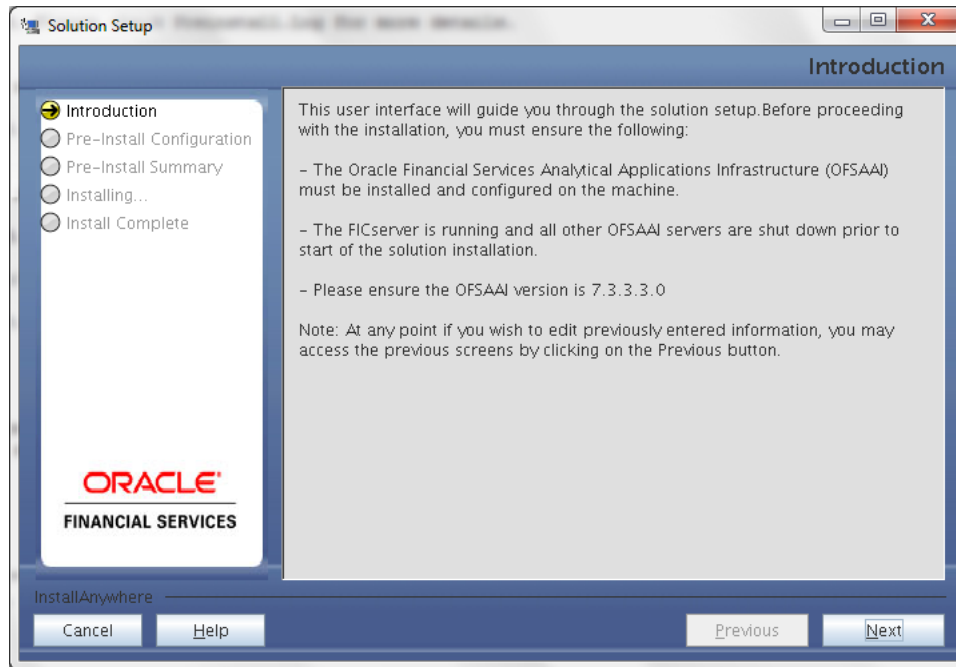 Preinstall.log for more details.
Solution Setup
Introduction
Introduction
Pre-Install Configuration
Pre-Install Summary
Installing...
Install Complete
This user interface will guide you through the solution setup.Before proceeding
with the installation, you must ensure the following:
- The Oracle Financial Services Analytical Applications Infrastructure (OFSAAI)
must be installed and configured on the machine.
- The FICserver is running and all other OFSAAI servers are shut down prior to
start of the solution installation.
- Please ensure the OFSAAI version is 7.3.3.3.0
Note: At any point if you wish to edit previously entered information, you may
access the previous screens by clicking on the Previous button.
ORACLE
FINANCIAL SERVICES
InstallAnywhere
Cancel
Help
Previous
Next